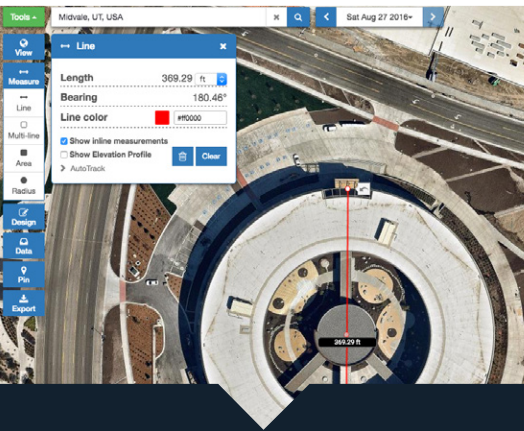 Tools
Midvale, UT, USA
Sat Aug 27 2016
View
Measure
Line
Multi-line
Area
Radius
Design
Data
Pin
Export
Line
Length 369.29 ft
Bearing 180.46°
Line color #ff0000
Show inline measurements
Show Elevation Profile
Clear
AutoTrack
369.29 ft